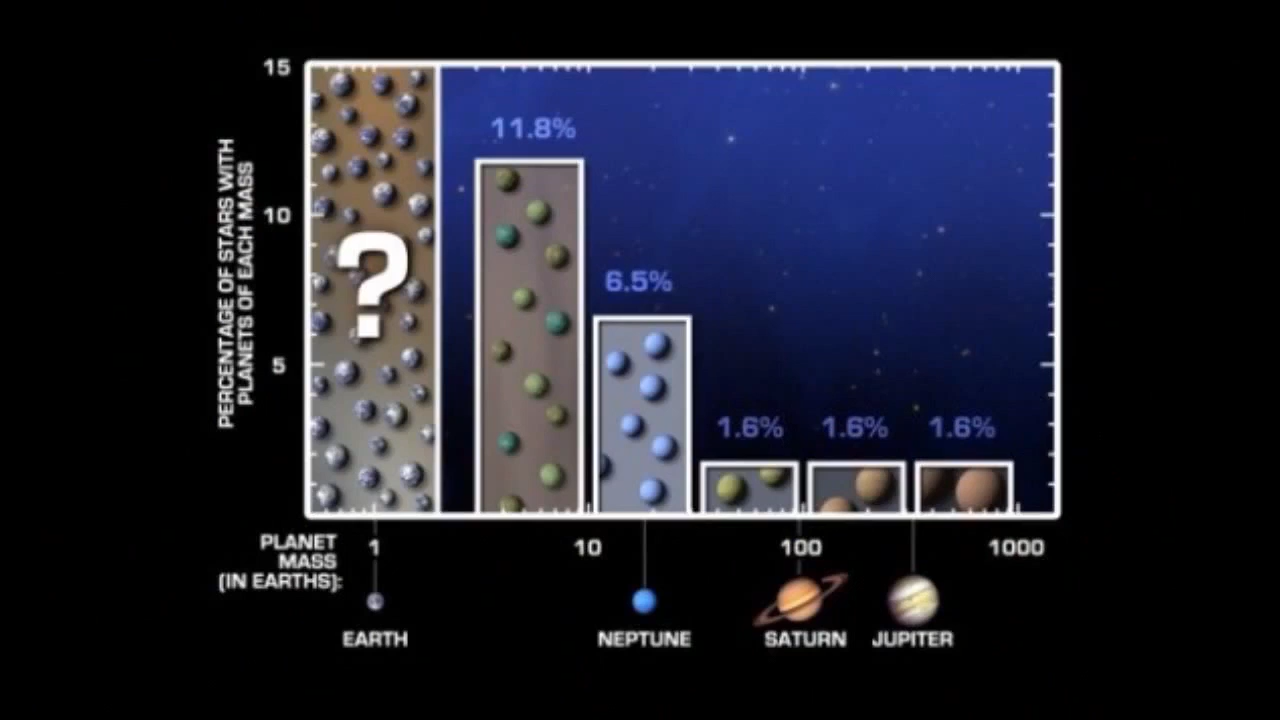 PERCENTAGE OF STARS WITH
PLANETS OF EACH MASS
15
10
5
?
11.8%
6.5%
1.6%
1.6%
1.6%
PLANET
MASS
(IN EARTHS):
1
10
100
1000
EARTH
NEPTUNE
SATURN
JUPITER